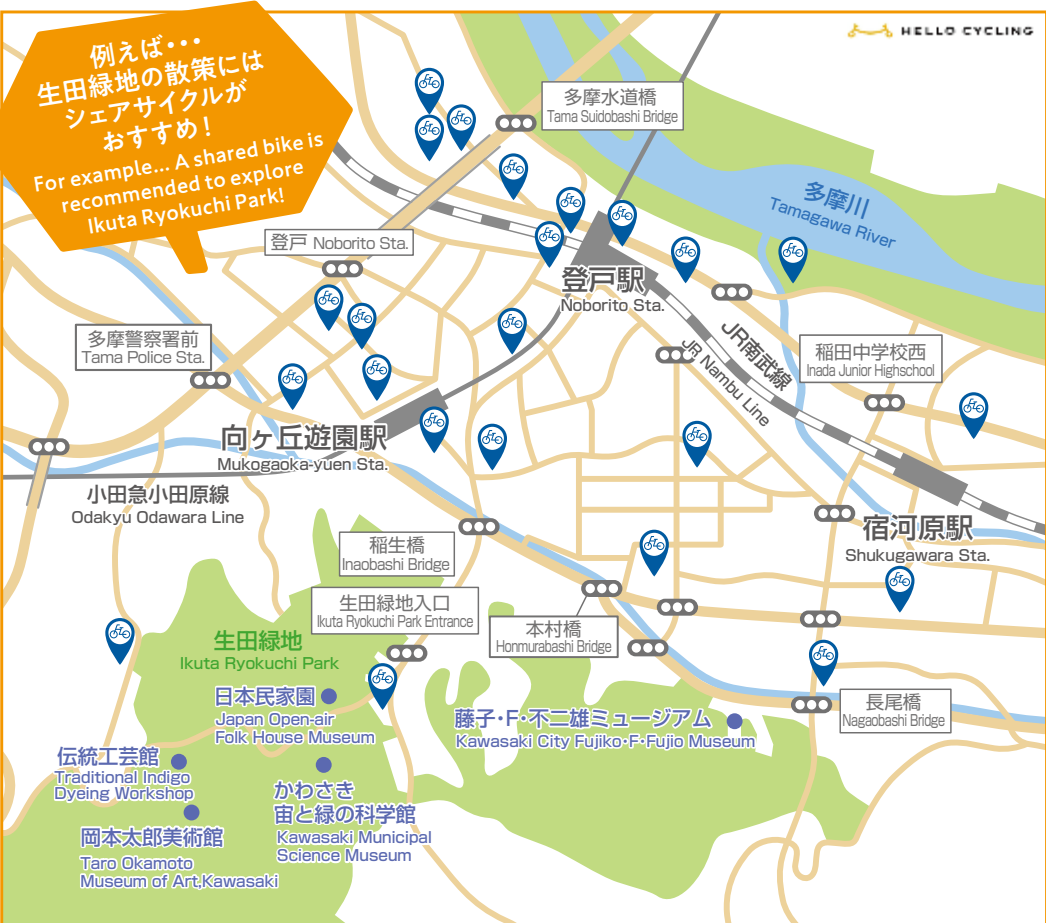 HELLO CYCLING
例えば・・・
生田緑地の散策には
シェアサイクルが
おすすめ！
For example... A shared bike is
recommended to explore
Ikuta Ryokuchi Park!
多摩水道橋
Tama Suidobashi Bridge
多摩川
Tamagawa River
登戸 Noborito Sta.
登戸駅
Noborito Sta.
多摩警察署前
Tama Police Sta.
JR南武線
JR Nambu Line
稲田中学校西
Inada Junior Highschool
向ヶ丘遊園駅
Mukogaoka-yuen Sta.
小田急小田原線
Odakyu Odawara Line
宿河原駅
Shukugawara Sta.
稲生橋
Inaobashi Bridge
生田緑地入口
Ikuta Ryokuchi Park Entrance
本村橋
Honmurabashi Bridge
生田緑地
Ikuta Ryokuchi Park
日本民家園
Japan Open-air
Folk House Museum
藤子・F・不二雄ミュージアム
Kawasaki City Fujiko・F・Fujio Museum
長尾橋
Nagaobashi Bridge
伝統工芸館
Traditional Indigo
Dyeing Workshop
かわさき
宙と緑の科学館
Kawasaki Municipal
Science Museum
岡本太郎美術館
Taro Okamoto
Museum of Art,Kawasaki